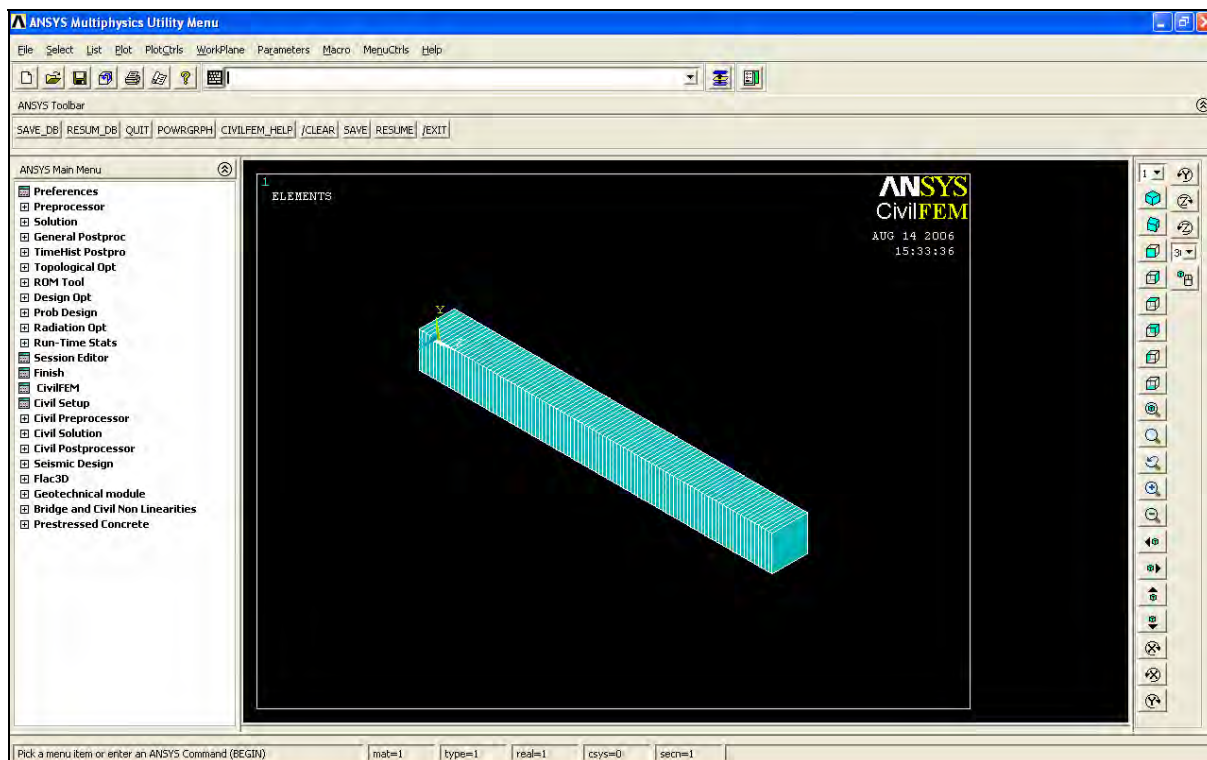 ANSYS Multiphysics Utility Menu
File Select List Plot PlotCtrls WorkPlane Parameters Macro MenuCtrls Help
ANSYS Toolbar
SAVE_DB RESUM_DB QUIT POWRGRPH CIVILFEM_HELP /CLEAR SAVE RESUME /EXIT
ANSYS Main Menu
Preferences
Preprocessor
Solution
General Postproc
TimeHist Postpro
Topological Opt
ROM Tool
Design Opt
Prob Design
Radiation Opt
Run-Time Stats
Session Editor
Finish
CivilFEM
Civil Setup
Civil Preprocessor
Civil Solution
Civil Postprocessor
Seismic Design
Flac3D
Geotechnical module
Bridge and Civil Non Linearities
Prestressed Concrete
1
ELEMENTS
ANSYS
CivilFEM
AUG 14 2006
15:33:36
Y
1
Pick a menu item or enter an ANSYS Command (BEGIN) mat=1 type=1 real=1 csys=0 secn=1